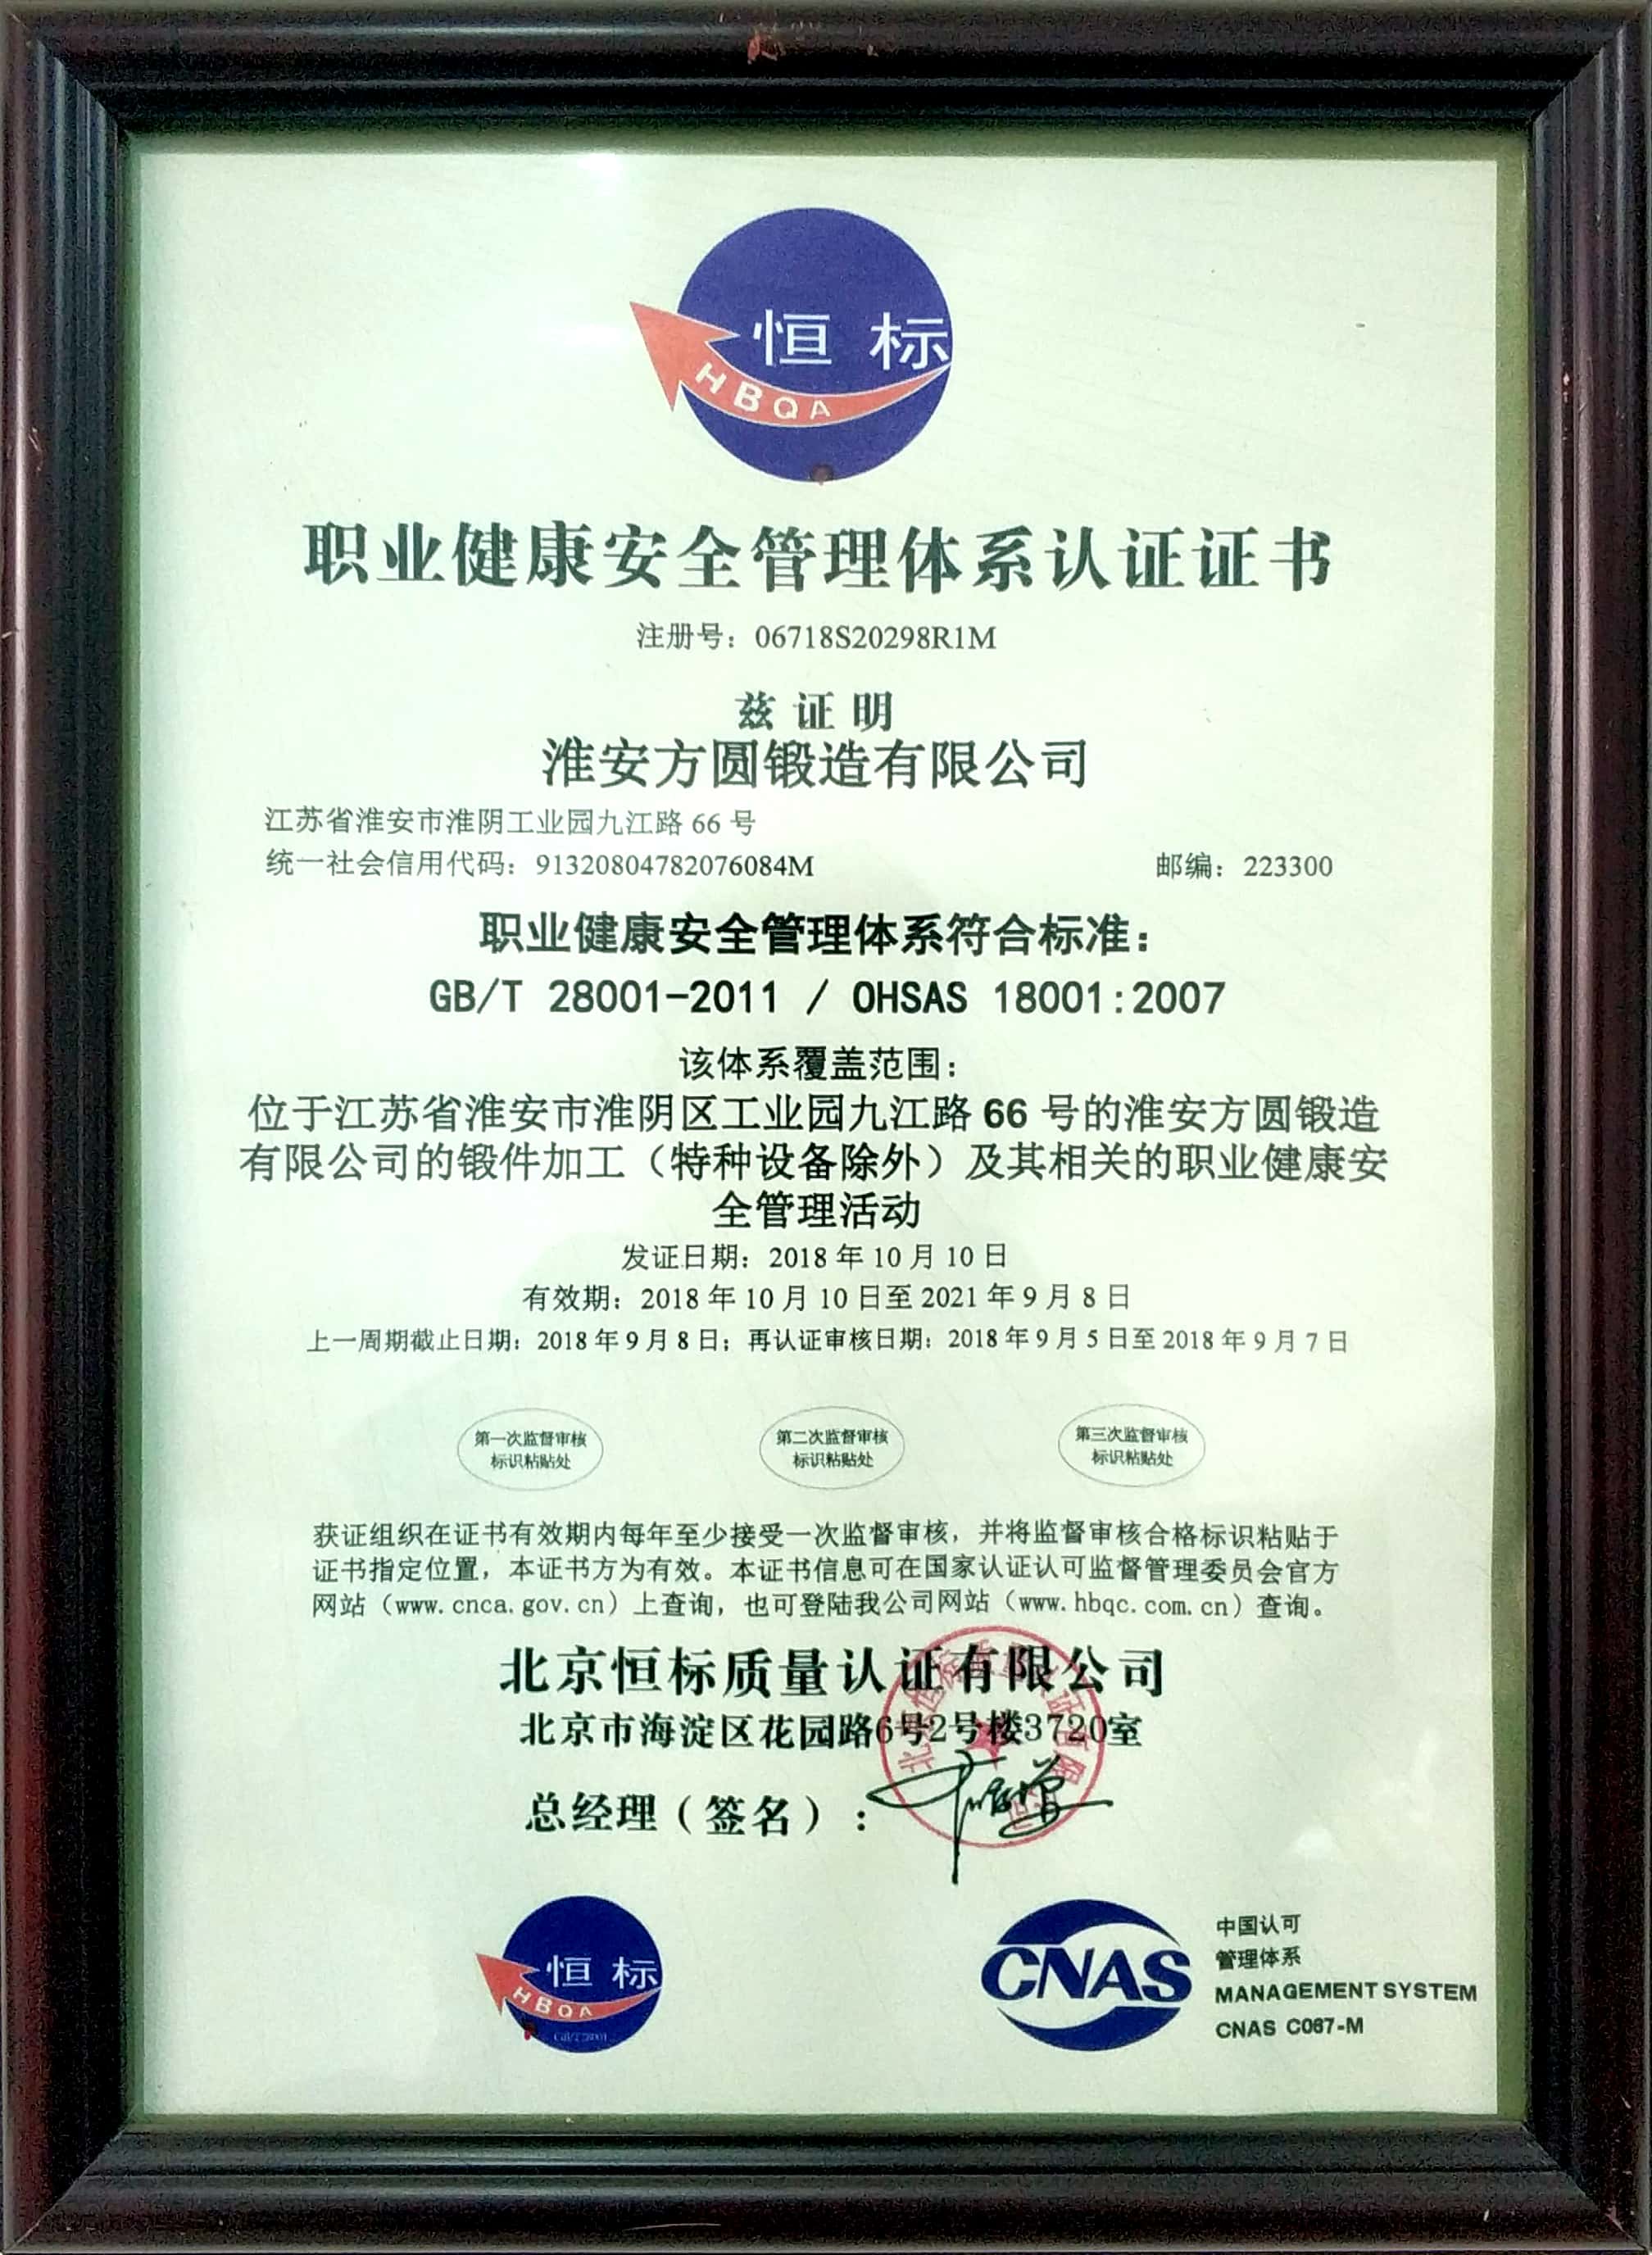 恒 标
HBQA
职业健康安全管理体系认证证书
注册号：06718S20298R1M
兹 证 明
淮安方圆锻造有限公司
江苏省淮安市淮阴工业园九江路 66 号
统一社会信用代码：91320804782076084M 邮编：223300
职业健康安全管理体系符合标准：
GB/T 28001-2011 / OHSAS 18001:2007
该体系覆盖范围：
位于江苏省淮安市淮阴区工业园九江路 66 号的淮安方圆锻造
有限公司的锻件加工（特种设备除外）及其相关的职业健康安
全管理活动
发证日期：2018 年 10 月 10 日
有效期：2018 年 10 月 10 日至 2021 年 9 月 8 日
上一周期截止日期：2018 年 9 月 8 日；再认证审核日期：2018 年 9 月 5 日至 2018 年 9 月 7 日
第一次监督审核
标识粘贴处
第二次监督审核
标识粘贴处
第三次监督审核
标识粘贴处
获证组织在证书有效期内每年至少接受一次监督审核，并将监督审核合格标识粘贴于
证书指定位置，本证书方为有效。本证书信息可在国家认证认可监督管理委员会官方
网站（www.cnca.gov.cn）上查询，也可登陆我公司网站（www.hbqc.com.cn）查询。
北京恒标质量认证有限公司
北京市海淀区花园路6号2号楼3720室
总经理（签名）：
恒 标
HBQA
GB/T28001
CNAS
中国认可
管理体系
MANAGEMENT SYSTEM
CNAS C067-M